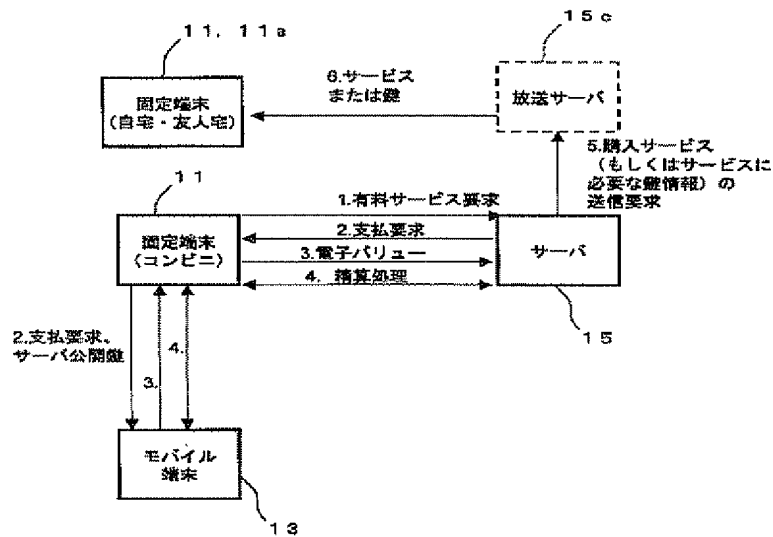 11，11a
15c
固定端末
（自宅・友人宅）
6.サービス
または鍵
放送サーバ
5.購入サービス
（もしくはサービスに
必要な鍵情報）の
送信要求
11
固定端末
（コンビニ）
1.有料サービス要求
2.支払要求
3.電子バリュー
4．精算処理
サーバ
15
2.支払要求、
サーバ公開鍵
3.
4.
モバイル
端末
13